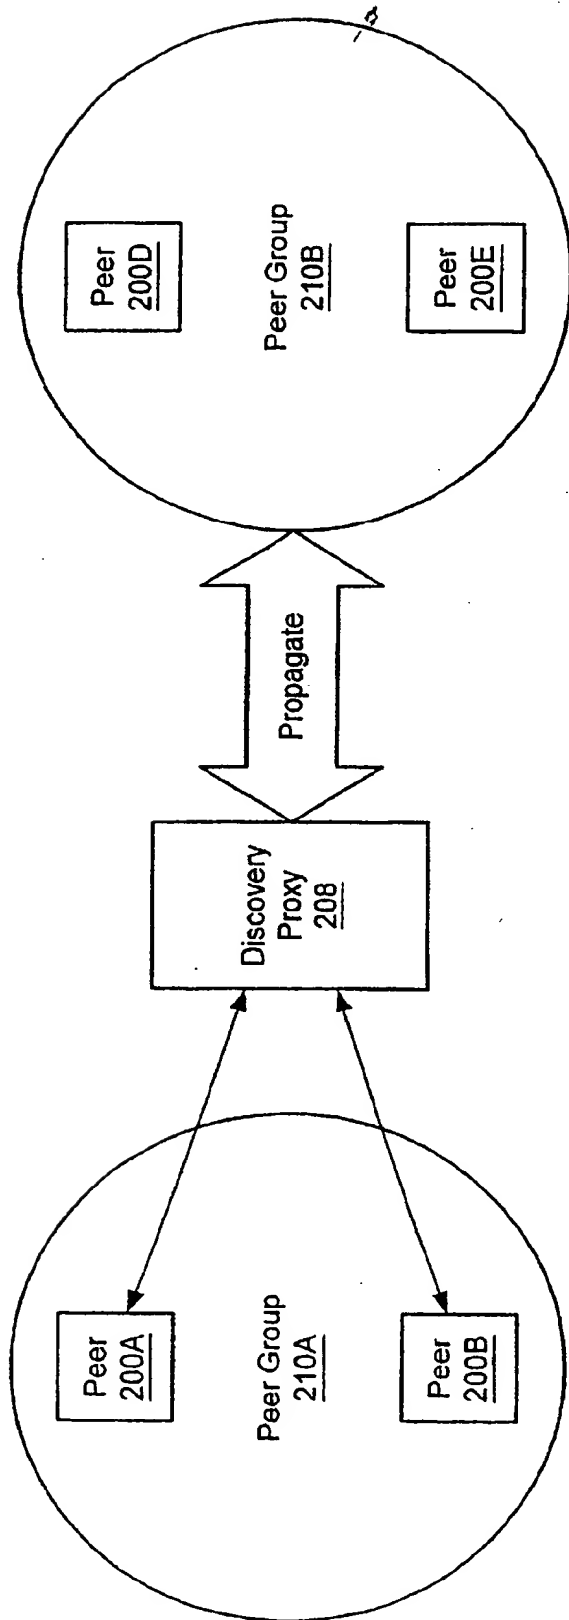 Peer
200A
Peer Group
210A
Peer
200B
Discovery
Proxy
208
Propagate
Peer
200D
Peer Group
210B
Peer
200E